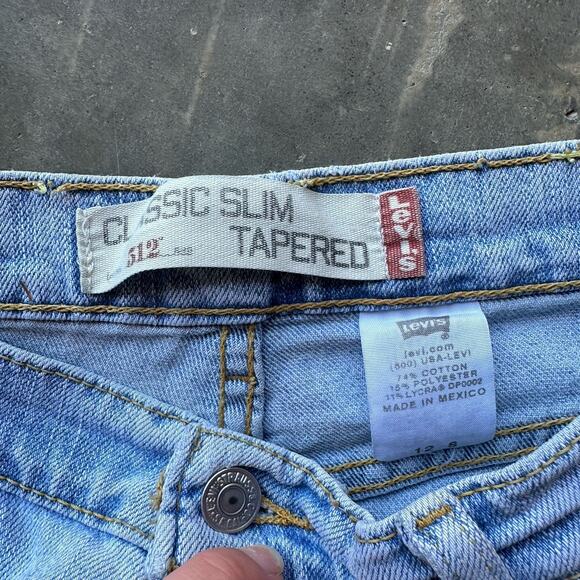 CLASSIC SLIM
512™
TAPERED
Levi's
Levi's
levi.com
(800) USA-LEVI
74% COTTON
15% POLYESTER
11% LYCRA® DP0002
MADE IN MEXICO
12